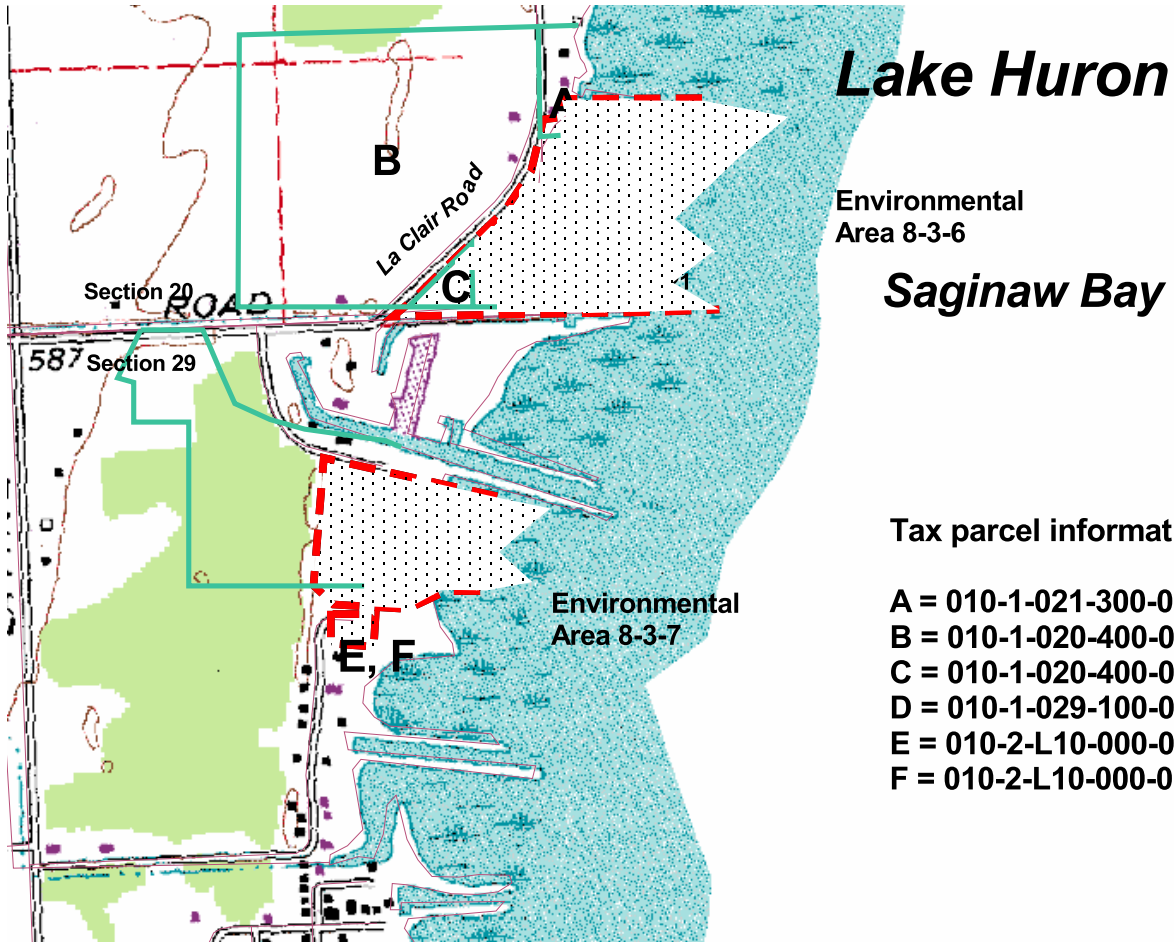 Lake Huron
A
B
La Clair Road
Environmental
Area 8-3-6
C
1
Section 20
ROAD
Saginaw Bay
587
Section 29
Tax parcel informat
Environmental
Area 8-3-7
A = 010-1-021-300-0
B = 010-1-020-400-0
C = 010-1-020-400-0
D = 010-1-029-100-0
E = 010-2-L10-000-0
F = 010-2-L10-000-0
E, F